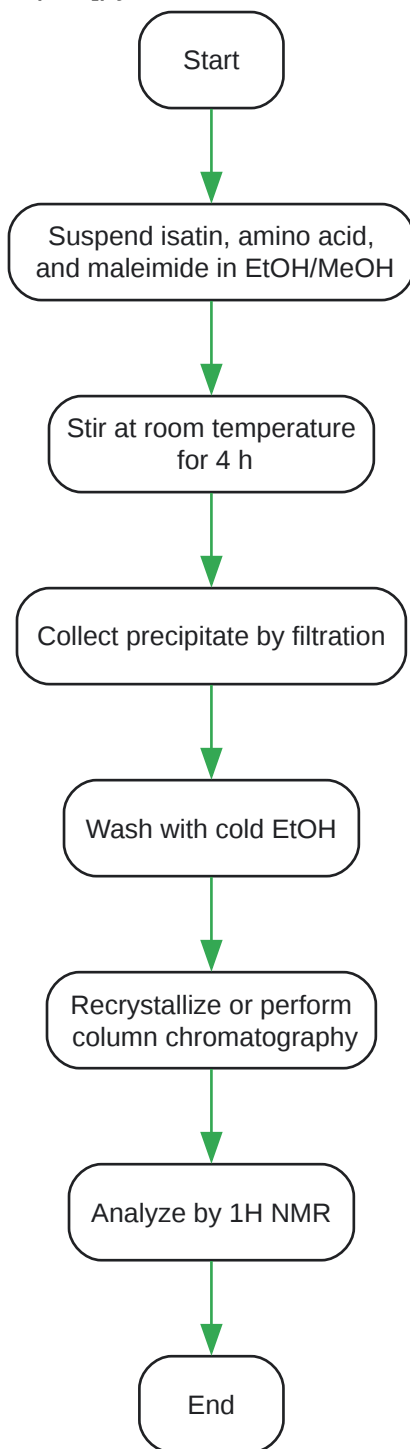 Start
Suspend isatin, amino acid,
and maleimide in EtOH/MeOH
Stir at room temperature
for 4 h
Collect precipitate by filtration
Wash with cold EtOH
Recrystallize or perform
column chromatography
Analyze by 1H NMR
End